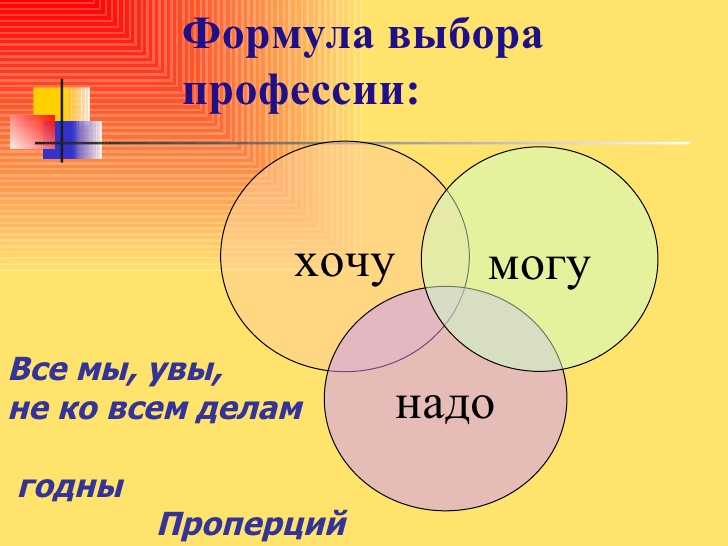 Формула выбора
профессии:
хочу
могу
надо
Все мы, увы,
не ко всем делам
годны
Проперций